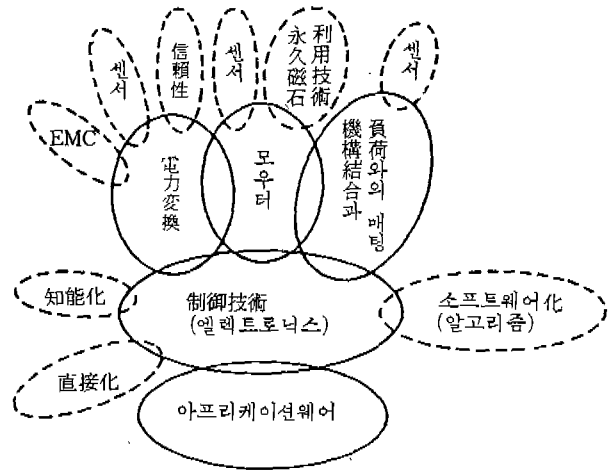 EMC
센서
信頼性
센서
永久磁石
利用技術
센서
電力変換
모우터
機構結合과
負荷와의 매팅
知能化
制御技術
(엘렉트로닉스)
소프트웨어化
(알고리즘)
直接化
아프리케이션웨어